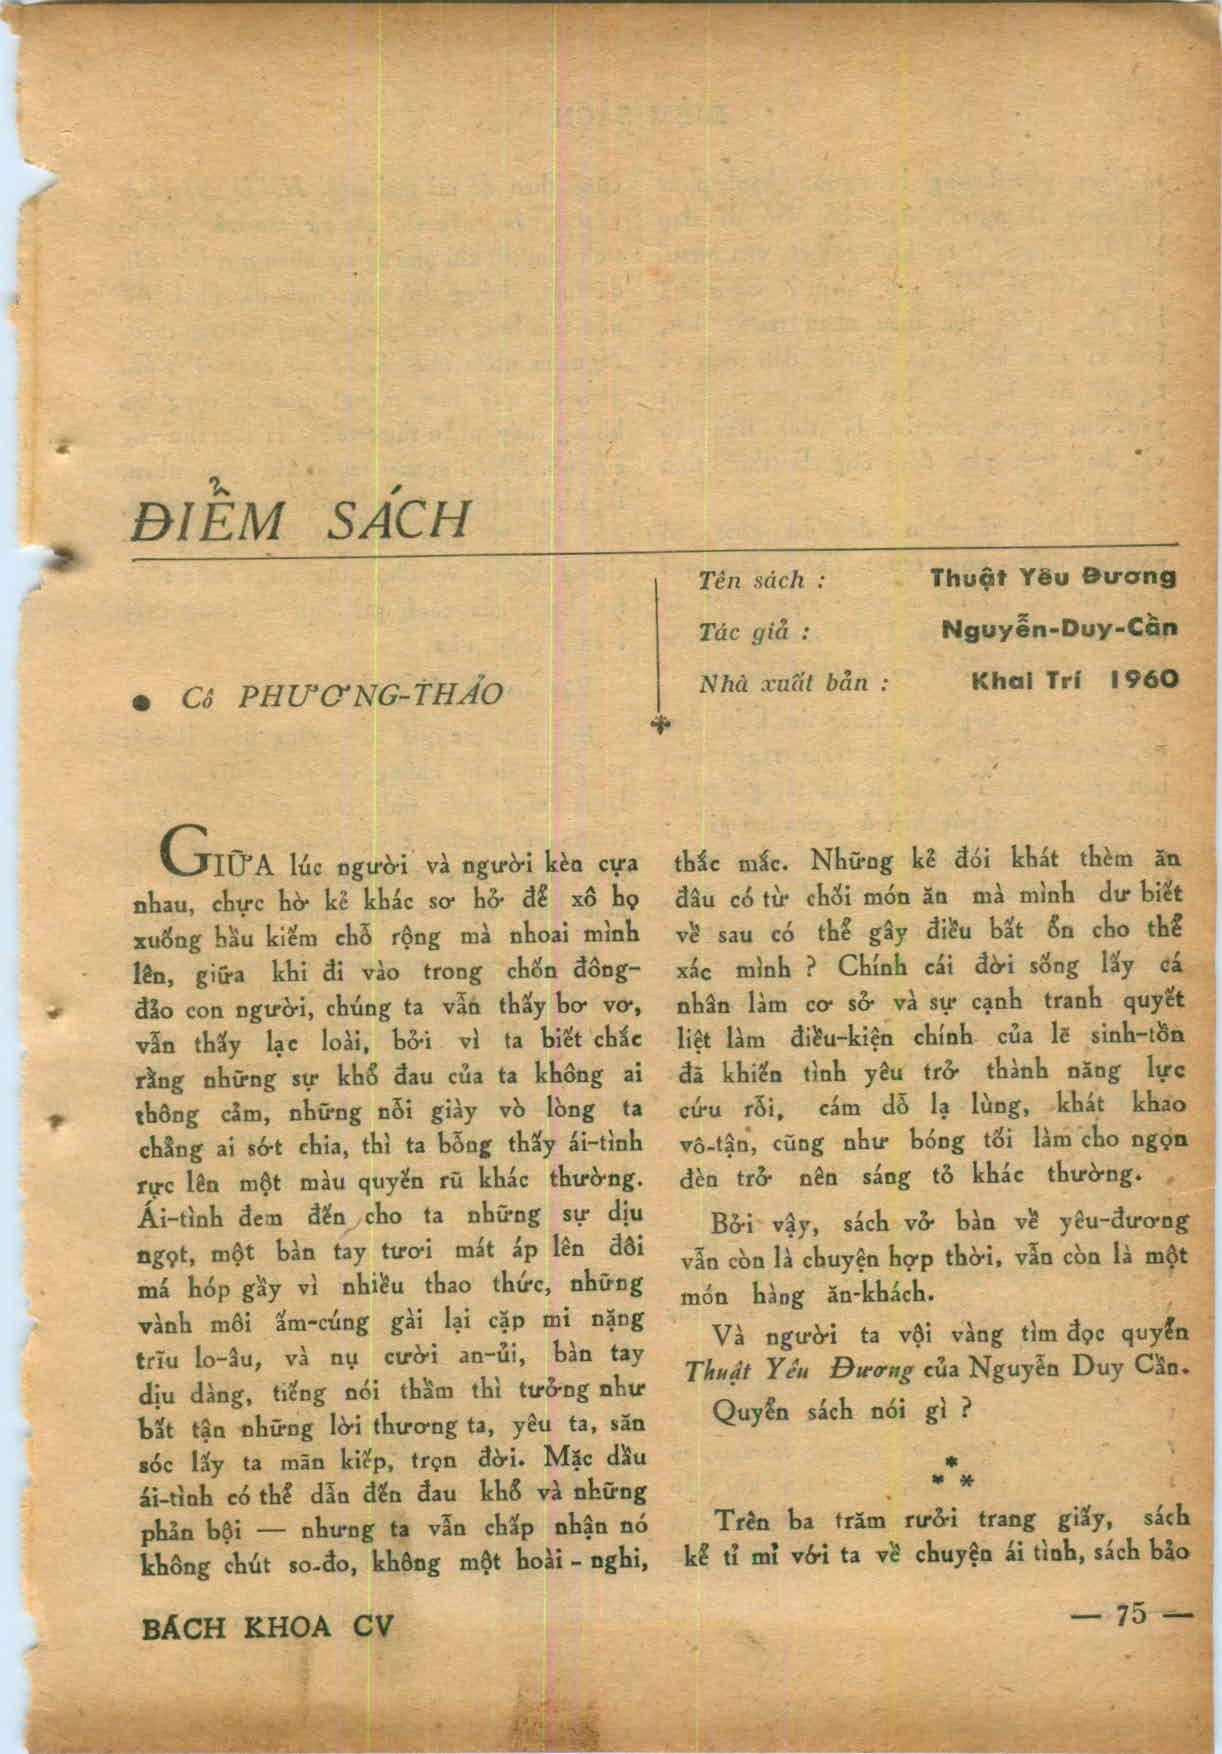 ĐIỂM SÁCH
● Cô PHƯƠNG-THẢO
Tên sách : Thuật Yêu Đương
Tác giả : Nguyễn-Duy-Cần
Nhà xuất bản : Khai Trí 1960
GIỮA lúc người và người kèn cựa
nhau, chực hờ kẻ khác sơ hở để xô họ
xuống hầu kiếm chỗ rộng mà nhoai mình
lên, giữa khi đi vào trong chốn đông-
đảo con người, chúng ta vẫn thấy bơ vơ,
vẫn thấy lạc loài, bởi vì ta biết chắc
rằng những sự khổ đau của ta không ai
thông cảm, những nỗi giày vò lòng ta
chẳng ai sớt chia, thì ta bỗng thấy ái-tình
rực lên một màu quyến rũ khác thường.
Ái-tình đem đến cho ta những sự dịu
ngọt, một bàn tay tươi mát áp lên đôi
má hóp gầy vì nhiều thao thức, những
vành môi ấm-cúng gài lại cặp mi nặng
trĩu lo-âu, và nụ cười an-ủi, bàn tay
dịu dàng, tiếng nói thầm thì tưởng như
bất tận những lời thương ta, yêu ta, săn
sóc lấy ta mãn kiếp, trọn đời. Mặc dầu
ái-tình có thể dẫn đến đau khổ và những
phản bội — nhưng ta vẫn chấp nhận nó
không chút so-đo, không một hoài - nghi,
thắc mắc. Những kẻ đói khát thèm ăn
đâu có từ chối món ăn mà mình dư biết
về sau có thể gây điều bất ổn cho thể
xác mình ? Chính cái đời sống lấy cá
nhân làm cơ sở và sự cạnh tranh quyết
liệt làm điều-kiện chính của lẽ sinh-tồn
đã khiến tình yêu trở thành năng lực
cứu rỗi, cám dỗ lạ lùng, khát khao
vô-tận, cũng như bóng tối làm cho ngọn
đèn trở nên sáng tỏ khác thường.
Bởi vậy, sách vở bàn về yêu-đương
vẫn còn là chuyện hợp thời, vẫn còn là một
món hàng ăn-khách.
Và người ta vội vàng tìm đọc quyển
Thuật Yêu Đương của Nguyễn Duy Cần.
Quyển sách nói gì ?
* * *
Trên ba trăm rưởi trang giấy, sách
kể tỉ mỉ với ta về chuyện ái tình, sách bảo
BÁCH KHOA CV
— 75 —